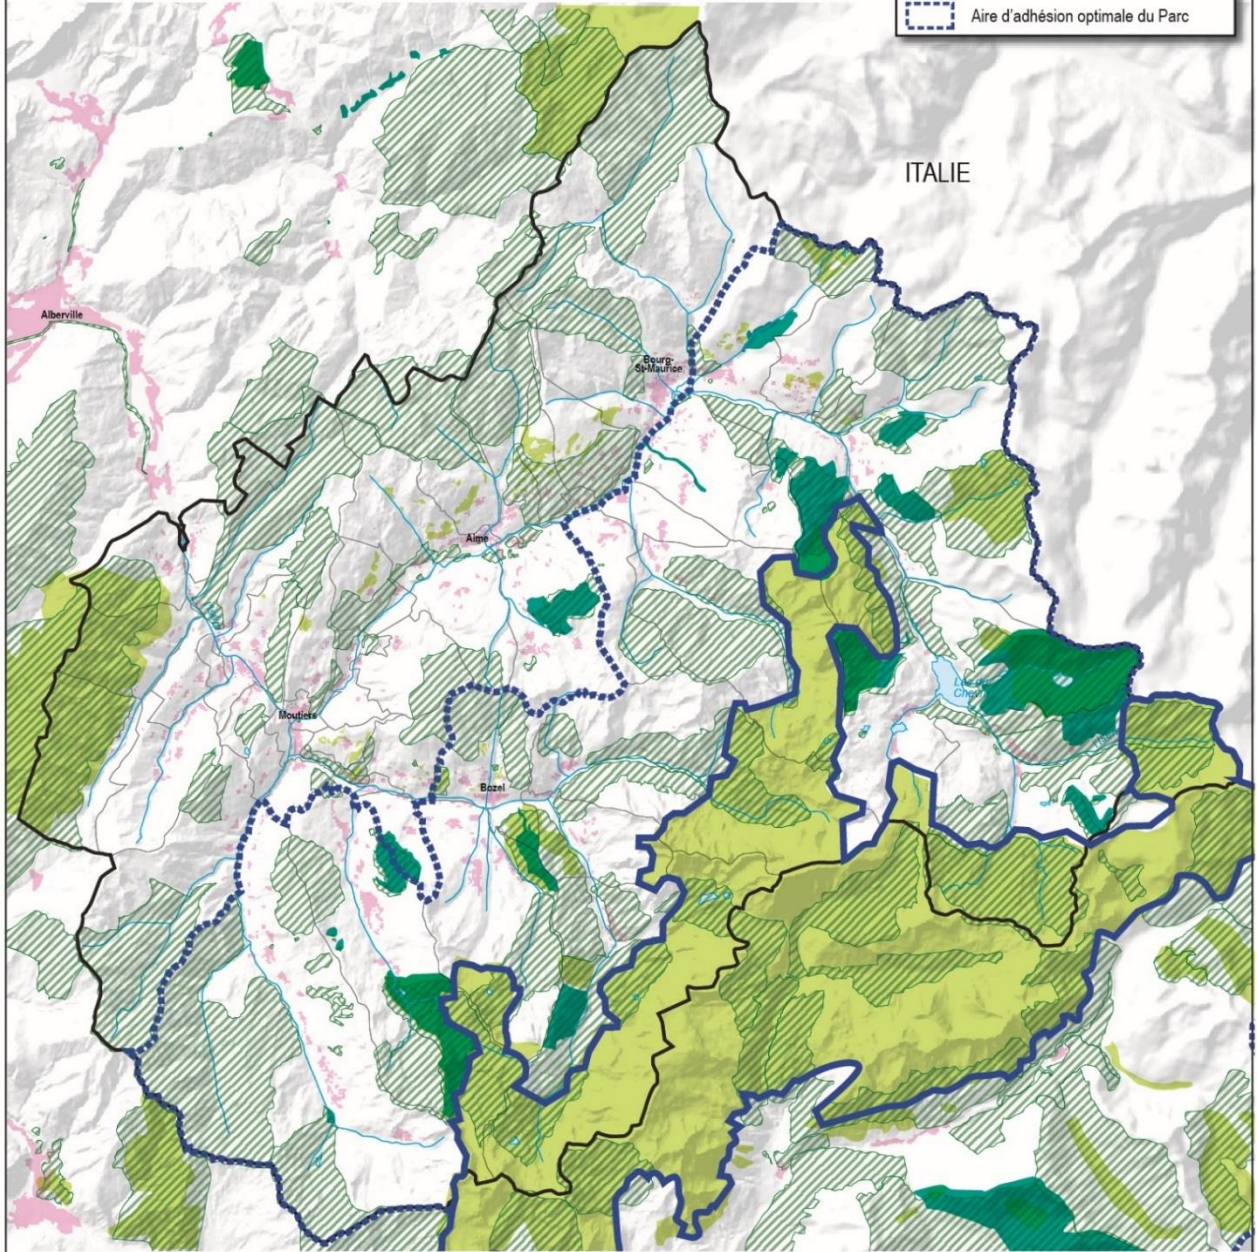 Aire d'adhésion optimale du Parc
ITALIE
Alberville
Bourg-
St-Maurice
Aime
Moutiers
Bozel